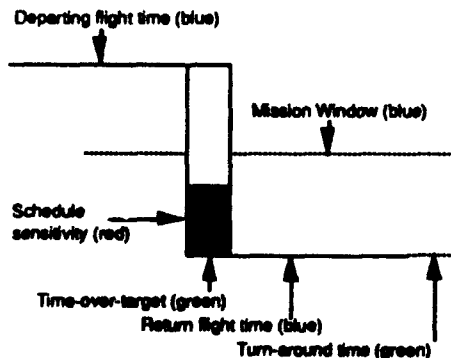 Departing flight time (blue)
Mission Window (blue)
Schedule
sensitivity (red)
Time-over-target (green)
Return flight time (blue)
Turn-around time (green)